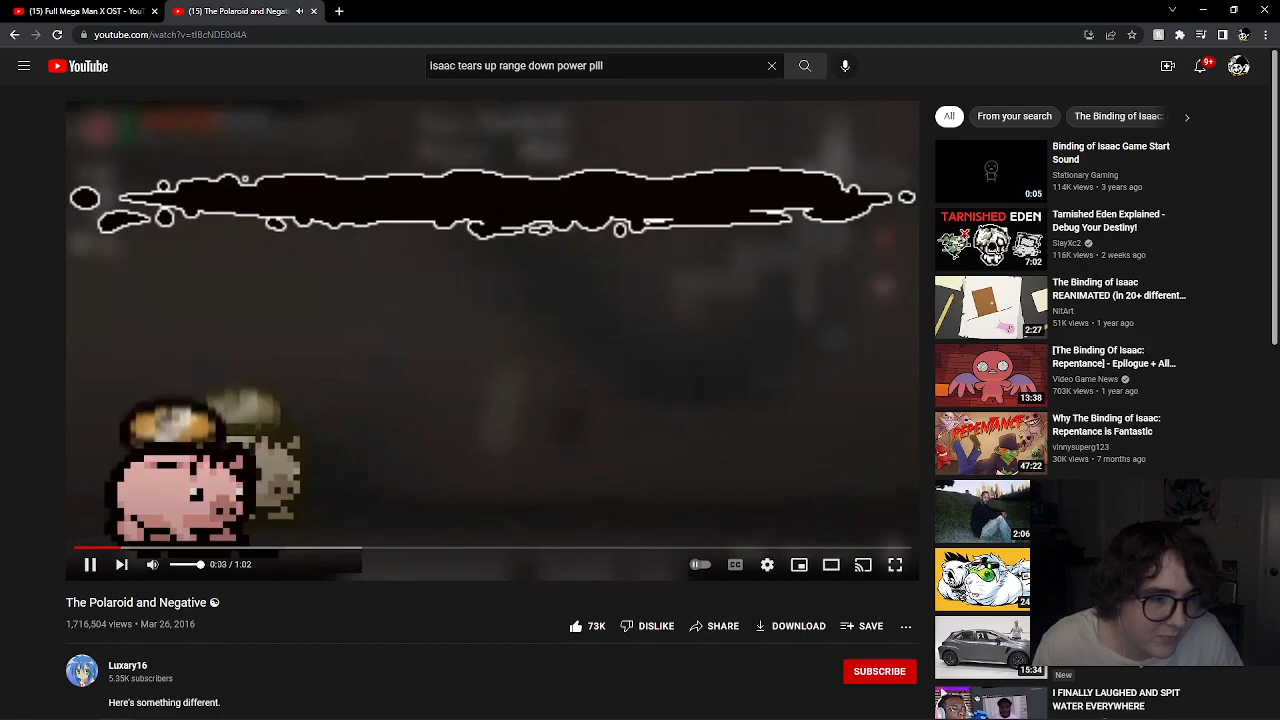 (15) Full Mega Man X OST - YouT
(15) The Polaroid and Negati
youtube.com/watch?v=tIBcNDE0d4A
YouTube
Isaac tears up range down power pill
9+
All
From your search
The Binding of Isaac:
0:05
Binding of Isaac Game Start
Sound
Stationary Gaming
114K views • 3 years ago
TARNISHED EDEN
7:02
Tarnished Eden Explained -
Debug Your Destiny!
SlayXc2
116K views • 2 weeks ago
2:27
The Binding of Isaac
REANIMATED (in 20+ different...
NitArt
51K views • 1 year ago
13:38
[The Binding Of Isaac:
Repentance] - Epilogue + All...
Video Game News
703K views • 1 year ago
REPENTANCE
47:22
Why The Binding of Isaac:
Repentance is Fantastic
vinnysuperg123
30K views • 7 months ago
2:06
24
15:34
New
I FINALLY LAUGHED AND SPIT
WATER EVERYWHERE
0:03 / 1:02
CC
The Polaroid and Negative
1,716,504 views • Mar 26, 2016
73K
DISLIKE
SHARE
DOWNLOAD
SAVE
Luxary16
5.35K subscribers
SUBSCRIBE
Here's something different.